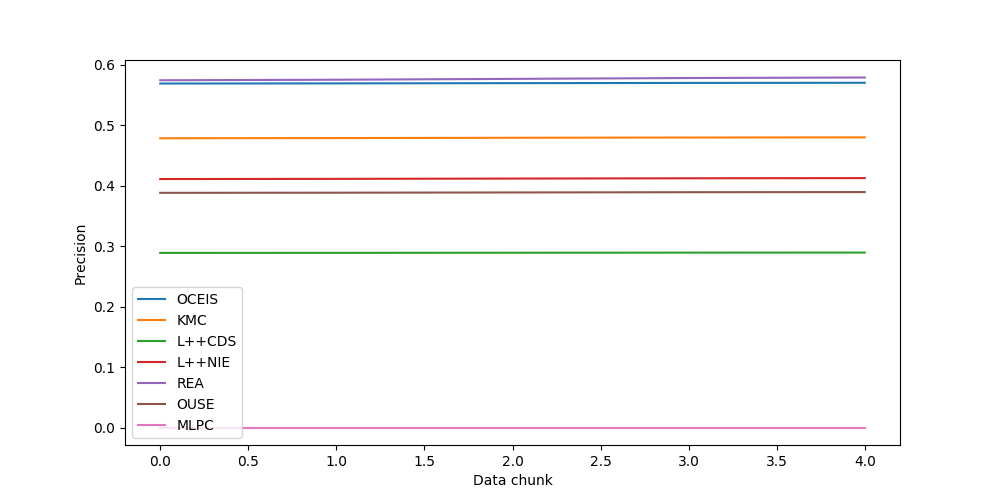 0.6
0.5
0.4
0.3
0.2
0.1
0.0
Precision
OCEIS
KMC
L++CDS
L++NIE
REA
OUSE
MLPC
0.0 0.5 1.0 1.5 2.0 2.5 3.0 3.5 4.0
Data chunk